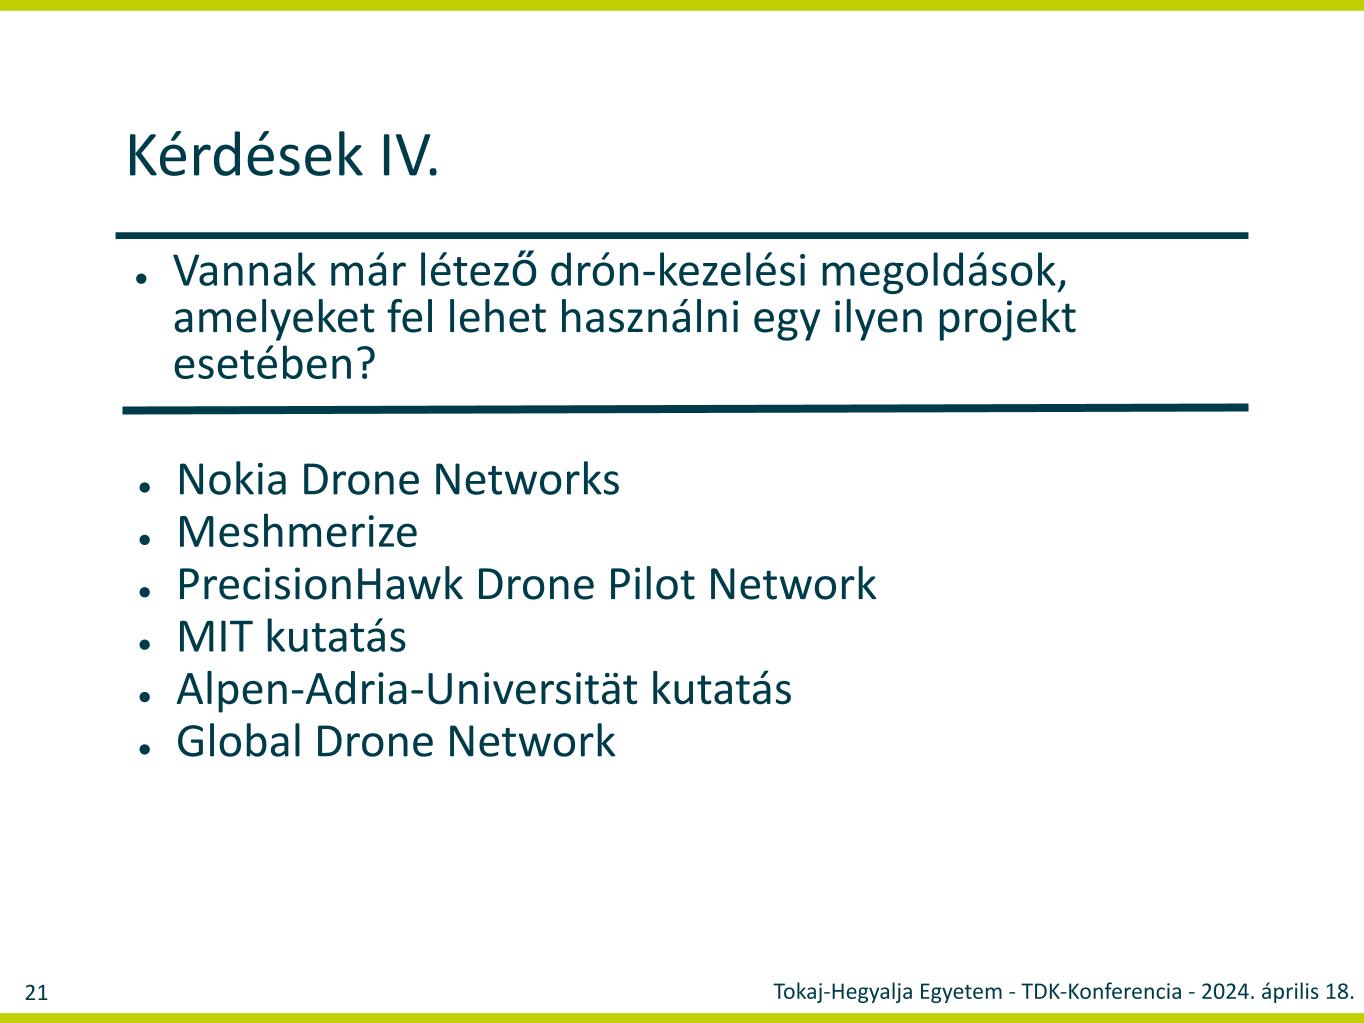 Kérdések IV.
● Vannak már létező drón-kezelési megoldások,
amelyeket fel lehet használni egy ilyen projekt
esetében?
● Nokia Drone Networks
● Meshmerize
● PrecisionHawk Drone Pilot Network
● MIT kutatás
● Alpen-Adria-Universität kutatás
● Global Drone Network
21
Tokaj-Hegyalja Egyetem - TDK-Konferencia - 2024. április 18.